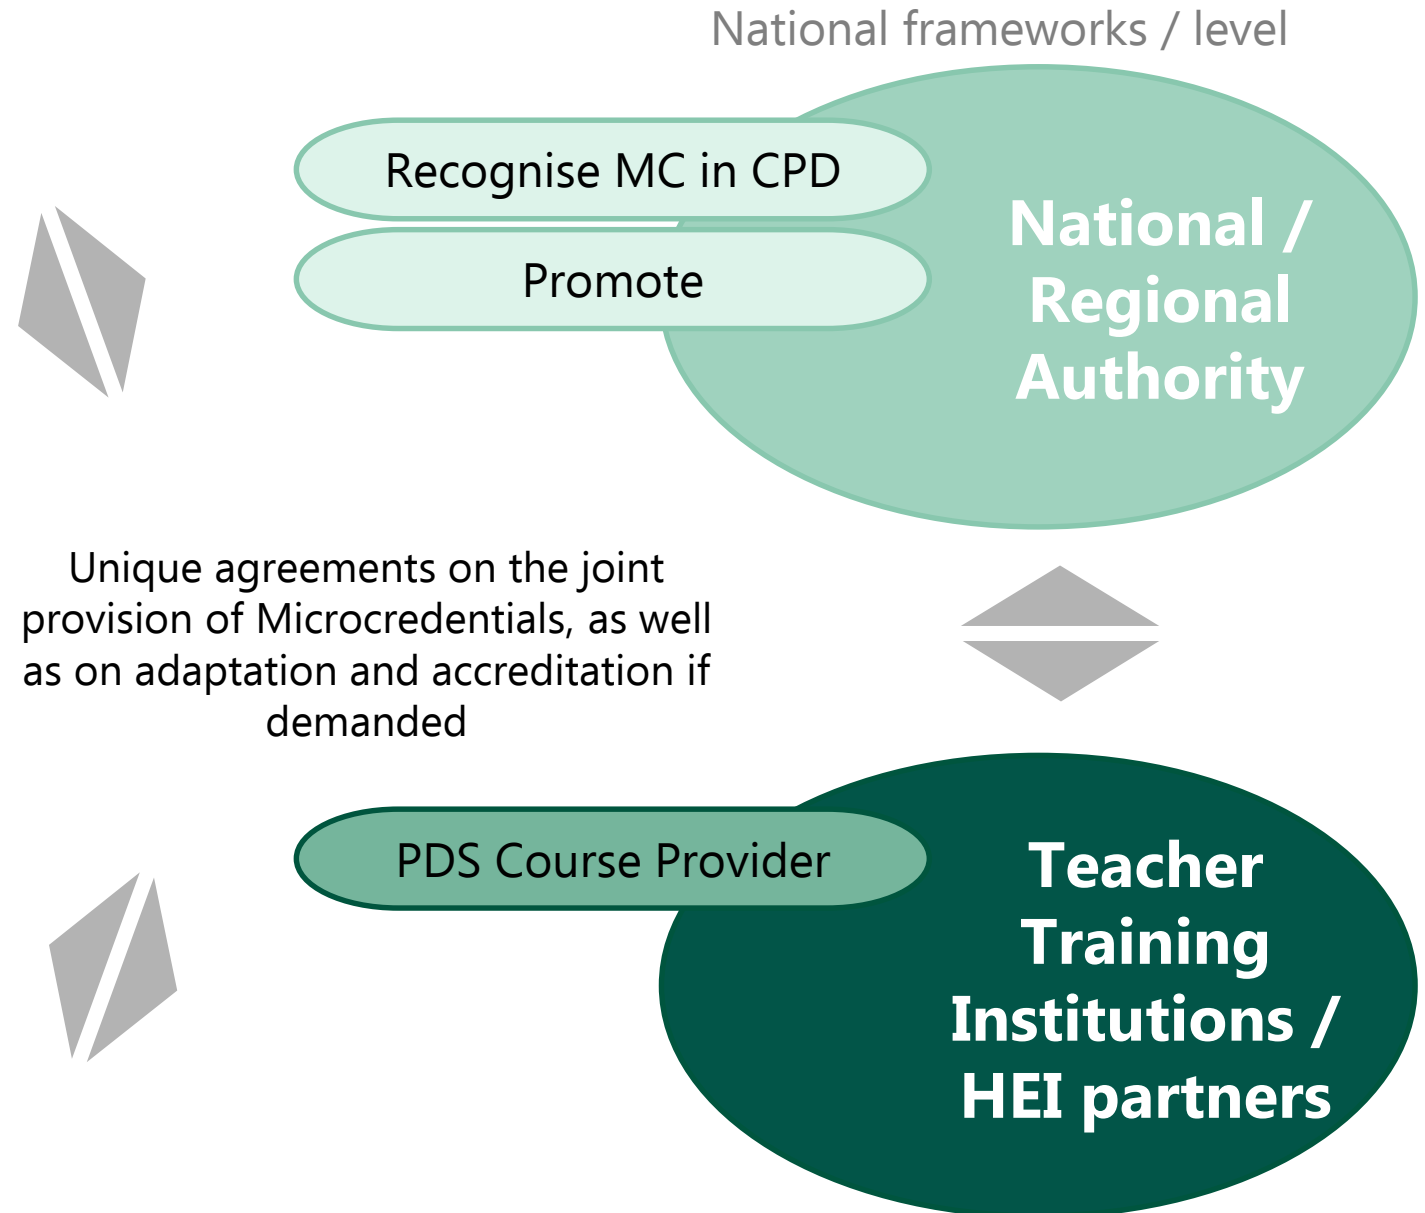 National frameworks / level
Recognise MC in CPD
Promote
National /
Regional
Authority
Unique agreements on the joint
provision of Microcredentials, as well
as on adaptation and accreditation if
demanded
PDS Course Provider
Teacher
Training
Institutions /
HEI partners